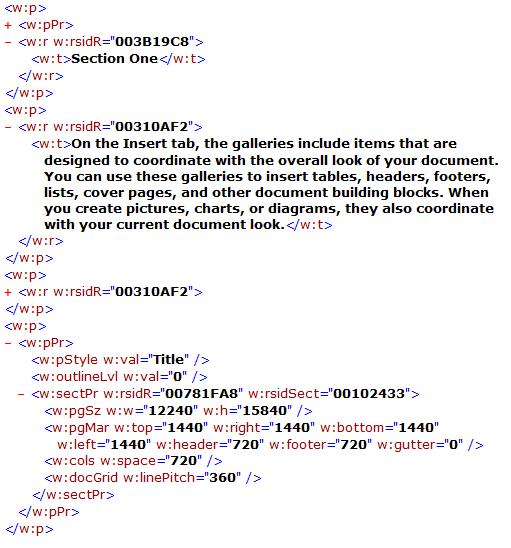 <w:p>
+ <w:pPr>
− <w:r w:rsidR="003B19C8">
<w:t>Section One</w:t>
</w:r>
</w:p>
<w:p>
− <w:r w:rsidR="00310AF2">
<w:t>On the Insert tab, the galleries include items that are
designed to coordinate with the overall look of your document.
You can use these galleries to insert tables, headers, footers,
lists, cover pages, and other document building blocks. When
you create pictures, charts, or diagrams, they also coordinate
with your current document look.</w:t>
</w:r>
</w:p>
<w:p>
+ <w:r w:rsidR="00310AF2">
</w:p>
<w:p>
− <w:pPr>
<w:pStyle w:val="Title" />
<w:outlineLvl w:val="0" />
− <w:sectPr w:rsidR="00781FA8" w:rsidSect="00102433">
<w:pgSz w:w="12240" w:h="15840" />
<w:pgMar w:top="1440" w:right="1440" w:bottom="1440"
w:left="1440" w:header="720" w:footer="720" w:gutter="0" />
<w:cols w:space="720" />
<w:docGrid w:linePitch="360" />
</w:sectPr>
</w:pPr>
</w:p>